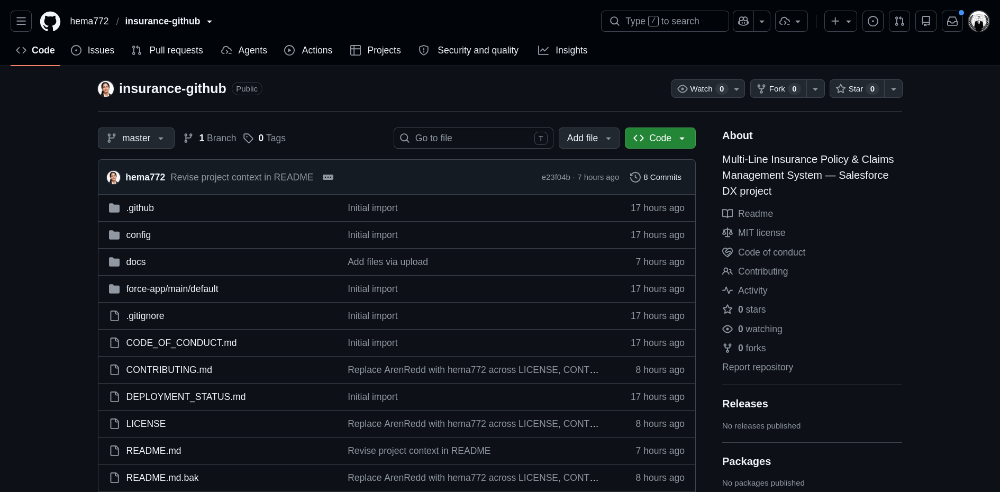 hema772 / insurance-github
Type / to search
Code
Issues
Pull requests
Agents
Actions
Projects
Security and quality
Insights
insurance-github Public
Watch 0
Fork 0
Star 0
master
1 Branch
0 Tags
Go to file T
Add file
Code
hema772 Revise project context in README
e23f04b · 7 hours ago
8 Commits
.github Initial import 17 hours ago
config Initial import 17 hours ago
docs Add files via upload 7 hours ago
force-app/main/default Initial import 17 hours ago
.gitignore Initial import 17 hours ago
CODE_OF_CONDUCT.md Initial import 17 hours ago
CONTRIBUTING.md Replace ArenRedd with hema772 across LICENSE, CONT… 8 hours ago
DEPLOYMENT_STATUS.md Initial import 17 hours ago
LICENSE Replace ArenRedd with hema772 across LICENSE, CONT… 8 hours ago
README.md Revise project context in README 7 hours ago
README.md.bak Replace ArenRedd with hema772 across LICENSE, CONT… 8 hours ago
About
Multi-Line Insurance Policy & Claims
Management System — Salesforce
DX project
Readme
MIT license
Code of conduct
Contributing
Activity
0 stars
0 watching
0 forks
Report repository
Releases
No releases published
Packages
No packages published